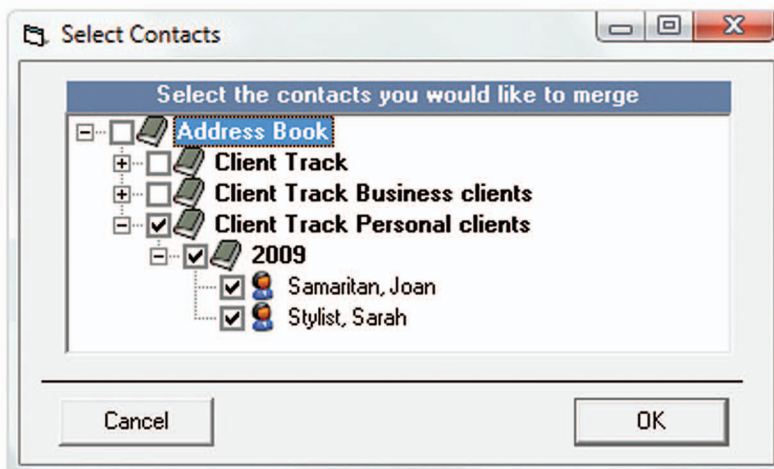 Select Contacts
Select the contacts you would like to merge
Address Book
Client Track
Client Track Business clients
Client Track Personal clients
2009
Samaritan, Joan
Stylist, Sarah
Cancel
OK